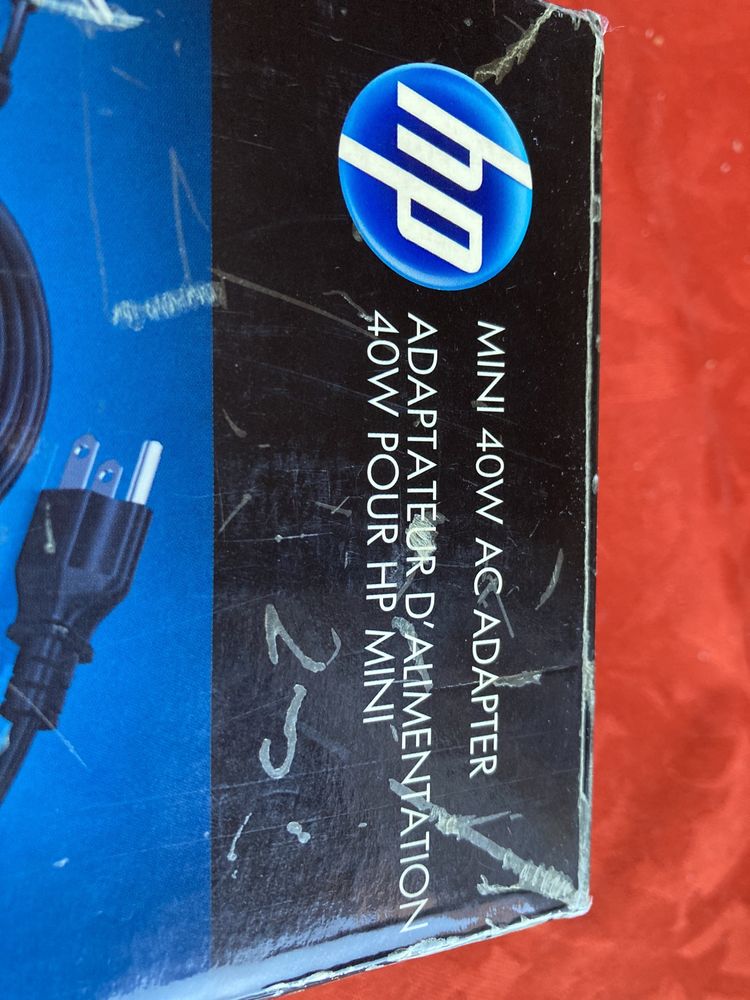 hp
MINI 40W AC ADAPTER
ADAPTATEUR D'ALIMENTATION
40W POUR HP MINI